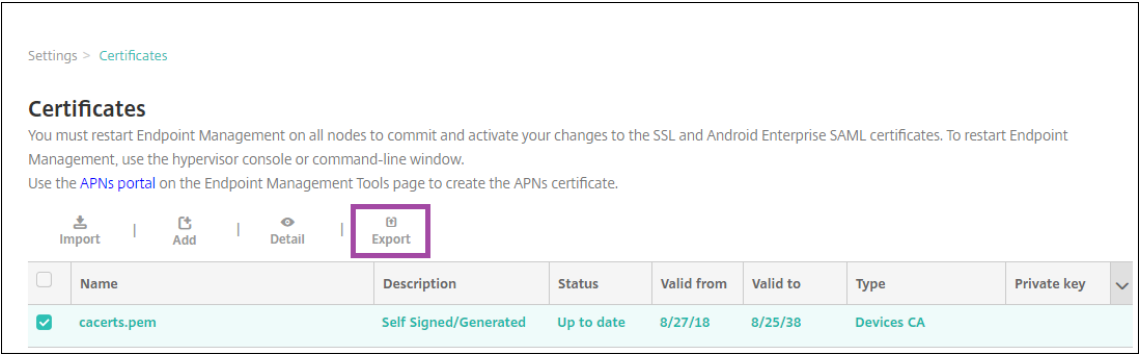 Settings > Certificates
Certificates
You must restart Endpoint Management on all nodes to commit and activate your changes to the SSL and Android Enterprise SAML certificates. To restart Endpoint
Management, use the hypervisor console or command-line window.
Use the APNs portal on the Endpoint Management Tools page to create the APNs certificate.
Import | Add | Detail | Export
Name Description Status Valid from Valid to Type Private key
cacerts.pem Self Signed/Generated Up to date 8/27/18 8/25/38 Devices CA